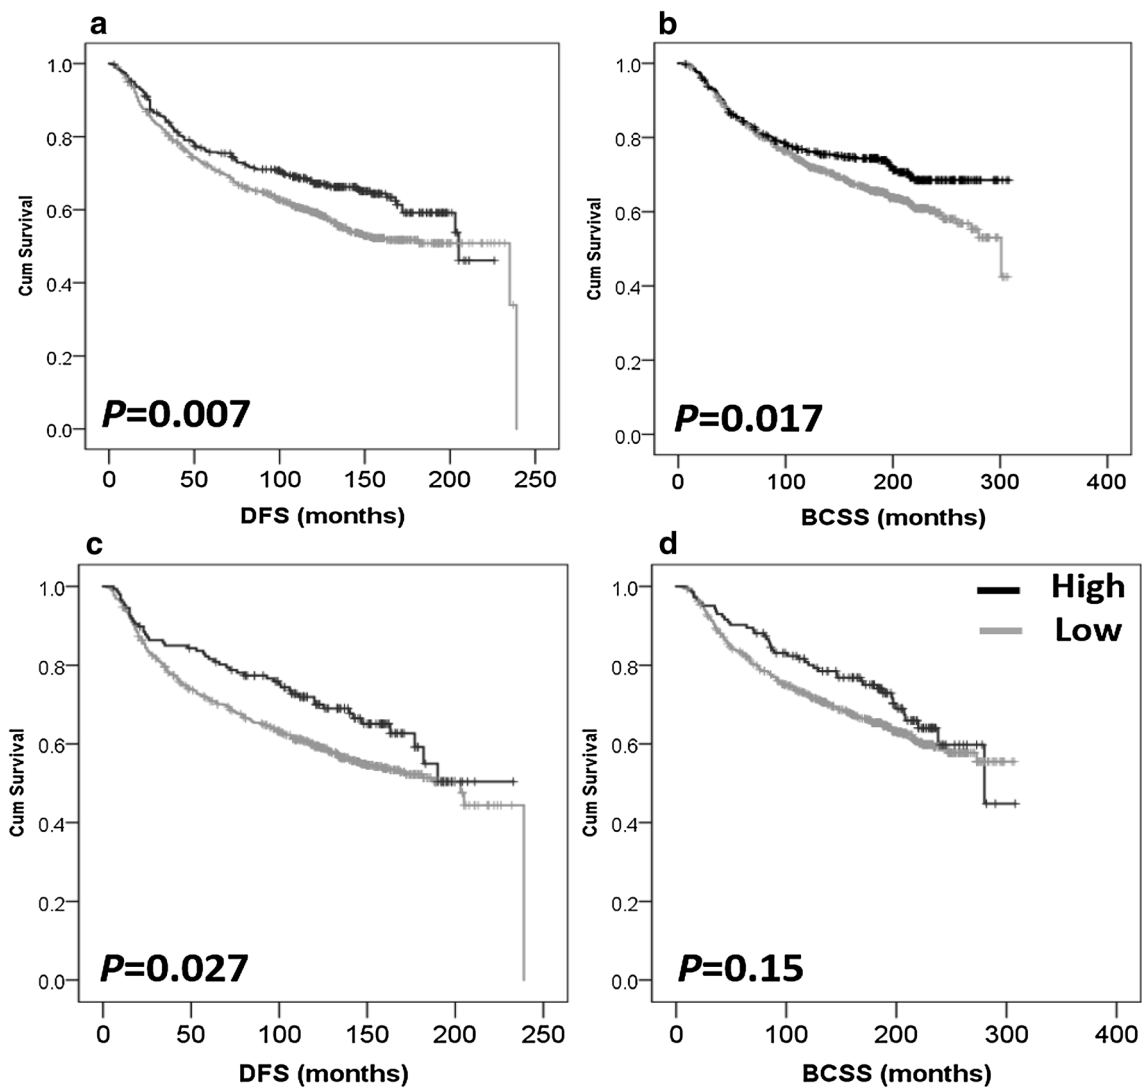 a
1.0
0.8
0.6
0.4
0.2
0.0
Cum Survival
P=0.007
0 50 100 150 200 250
DFS (months)
b
1.0
0.8
0.6
0.4
0.2
0.0
Cum Survival
P=0.017
0 100 200 300 400
BCSS (months)
c
1.0
0.8
0.6
0.4
0.2
0.0
Cum Survival
P=0.027
0 50 100 150 200 250
DFS (months)
d
High
Low
1.0
0.8
0.6
0.4
0.2
0.0
Cum Survival
P=0.15
0 100 200 300 400
BCSS (months)